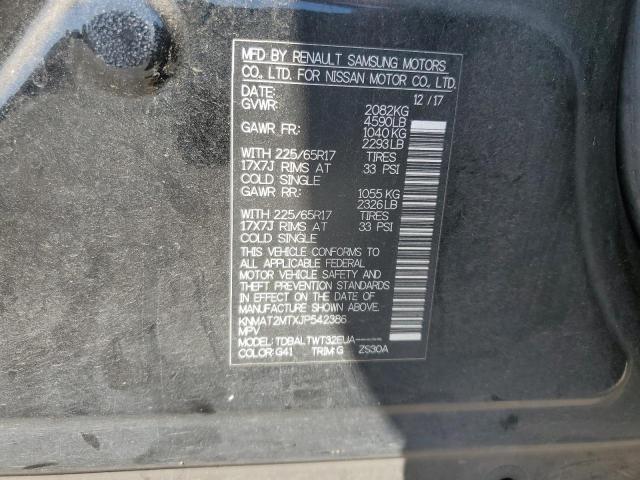 MFD BY RENAULT SAMSUNG MOTORS
CO., LTD. FOR NISSAN MOTOR CO., LTD.
DATE: 12/17
GVWR: 2082KG
4590LB
GAWR FR: 1040KG
2293LB
WITH 225/65R17 TIRES
17X7J RIMS AT 33 PSI
COLD SINGLE
GAWR RR: 1055 KG
2326LB
WITH 225/65R17 TIRES
17X7J RIMS AT 33 PSI
COLD SINGLE
THIS VEHICLE CONFORMS TO
ALL APPLICABLE FEDERAL
MOTOR VEHICLE SAFETY AND
THEFT PREVENTION STANDARDS
IN EFFECT ON THE DATE OF
MANUFACTURE SHOWN ABOVE.
KNMAT2MTXJP542386
MPV
MODEL: TDBALTWT32EUA-----
COLOR:G41 TRIM:G ZS30A